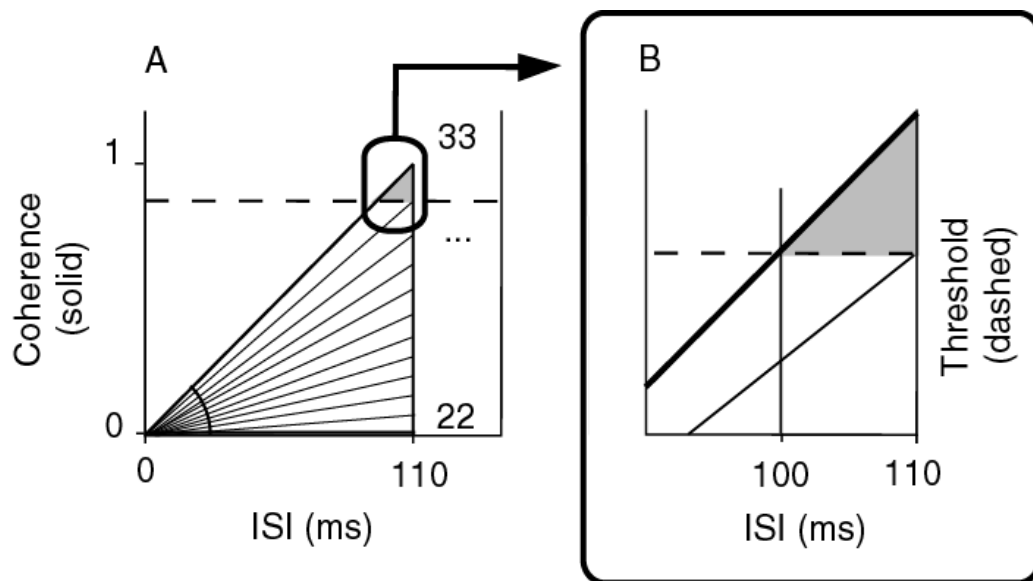 A
B
33
1
...
22
0
0
110
100
110
Coherence
(solid)
Threshold
(dashed)
ISI (ms)
ISI (ms)